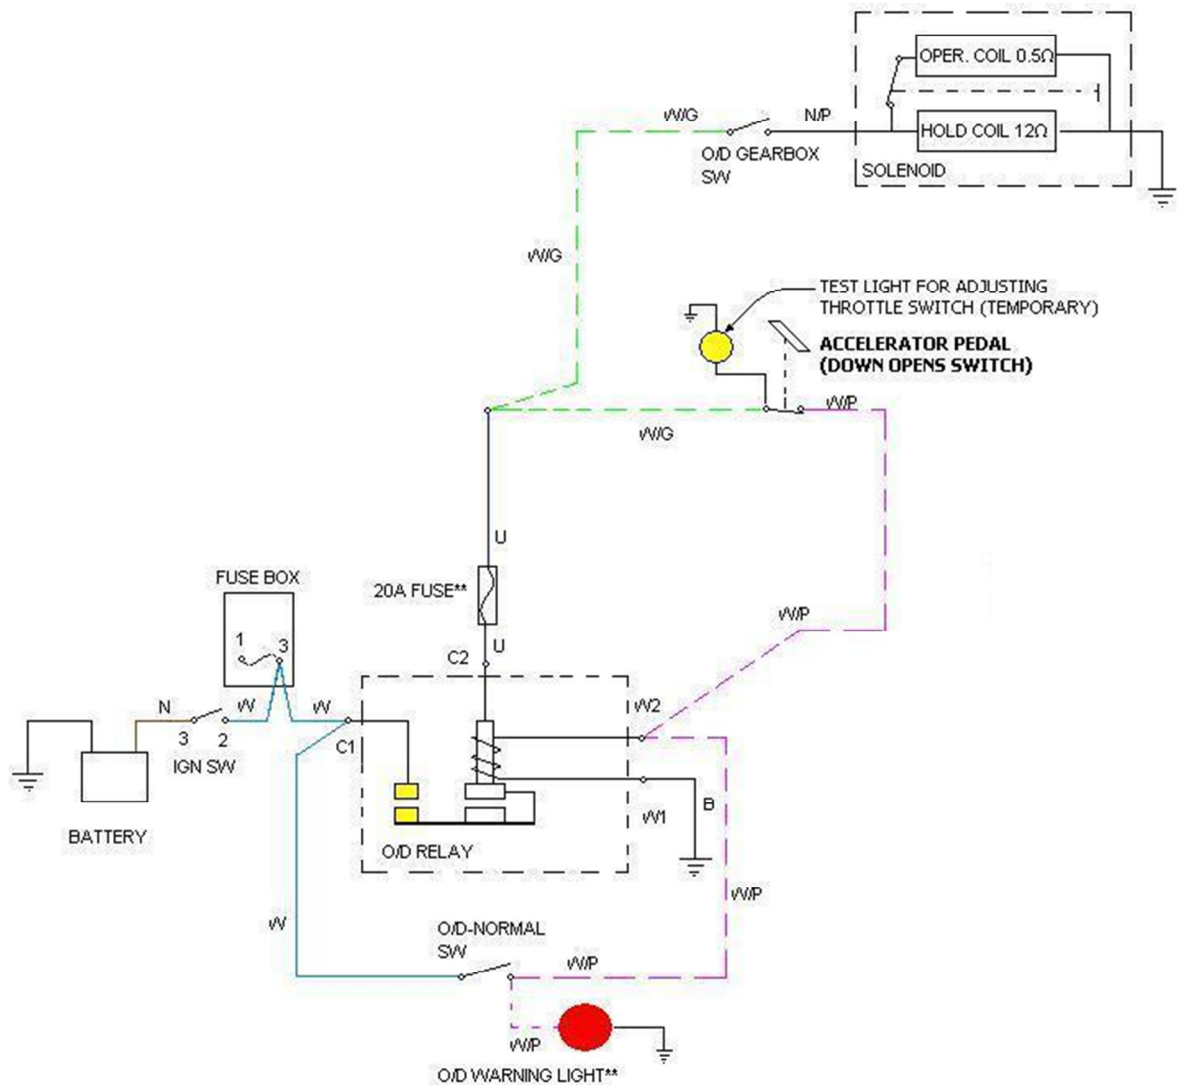 OPER. COIL 0.5Ω
W/G
N/P
HOLD COIL 12Ω
O/D GEARBOX
SW
SOLENOID
W/G
TEST LIGHT FOR ADJUSTING
THROTTLE SWITCH (TEMPORARY)
ACCELERATOR PEDAL
(DOWN OPENS SWITCH)
W/P
W/G
U
FUSE BOX
20A FUSE**
W/P
1
3
U
C2
N
W
W
W2
3
2
C1
IGN SW
B
W1
BATTERY
O/D RELAY
W/P
W
O/D-NORMAL
SW
W/P
W/P
O/D WARNING LIGHT**